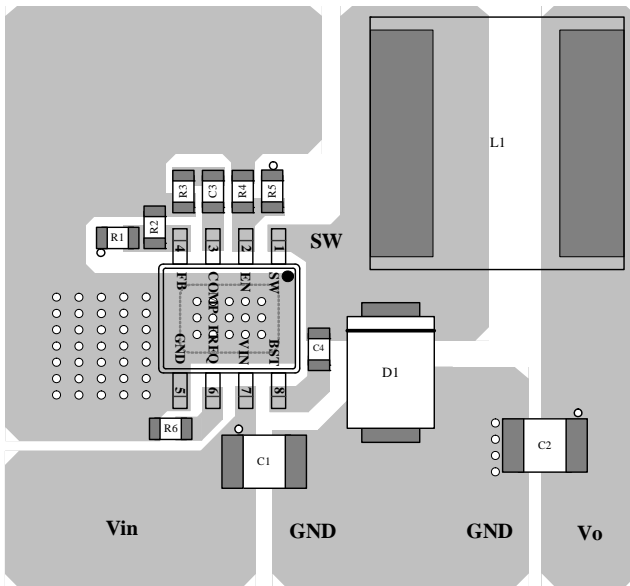 L1
R3
C3
R4
R5
R2
R1
SW
4
3
2
1
FB
COMP
EN
SW
GND
FREQ
VIN
BST
C4
D1
5
6
7
8
R6
C1
C2
Vin
GND
GND
Vo